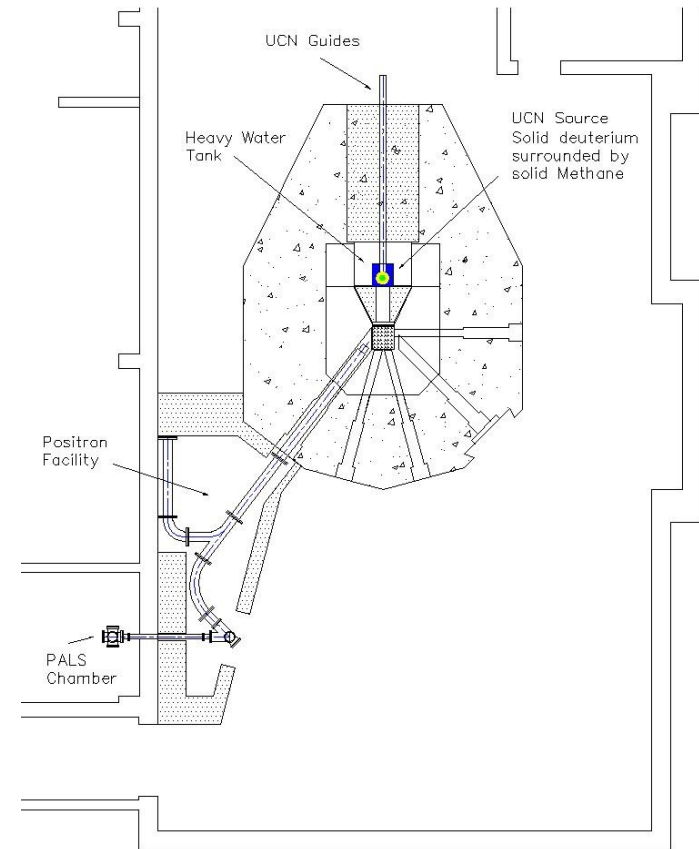 UCN Guides
Heavy Water
Tank
UCN Source
Solid deuterium
surrounded by
solid Methane
Positron
Facility
PALS
Chamber